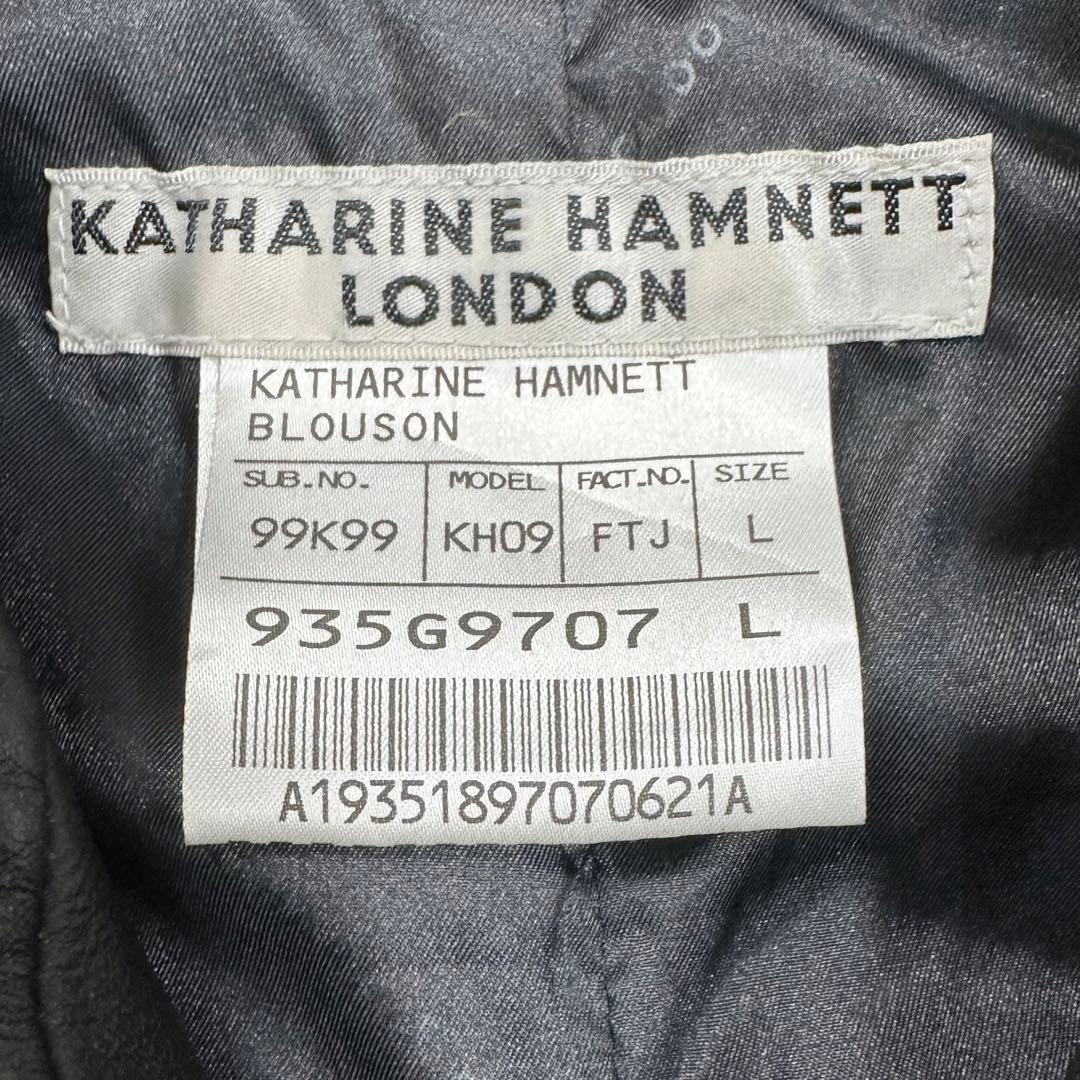 KATHARINE HAMNETT
LONDON
KATHARINE HAMNETT
BLOUSON
SUB.NO. MODEL FACT.NO. SIZE
99K99 KH09 FTJ L
935G9707 L
A19351897070621A